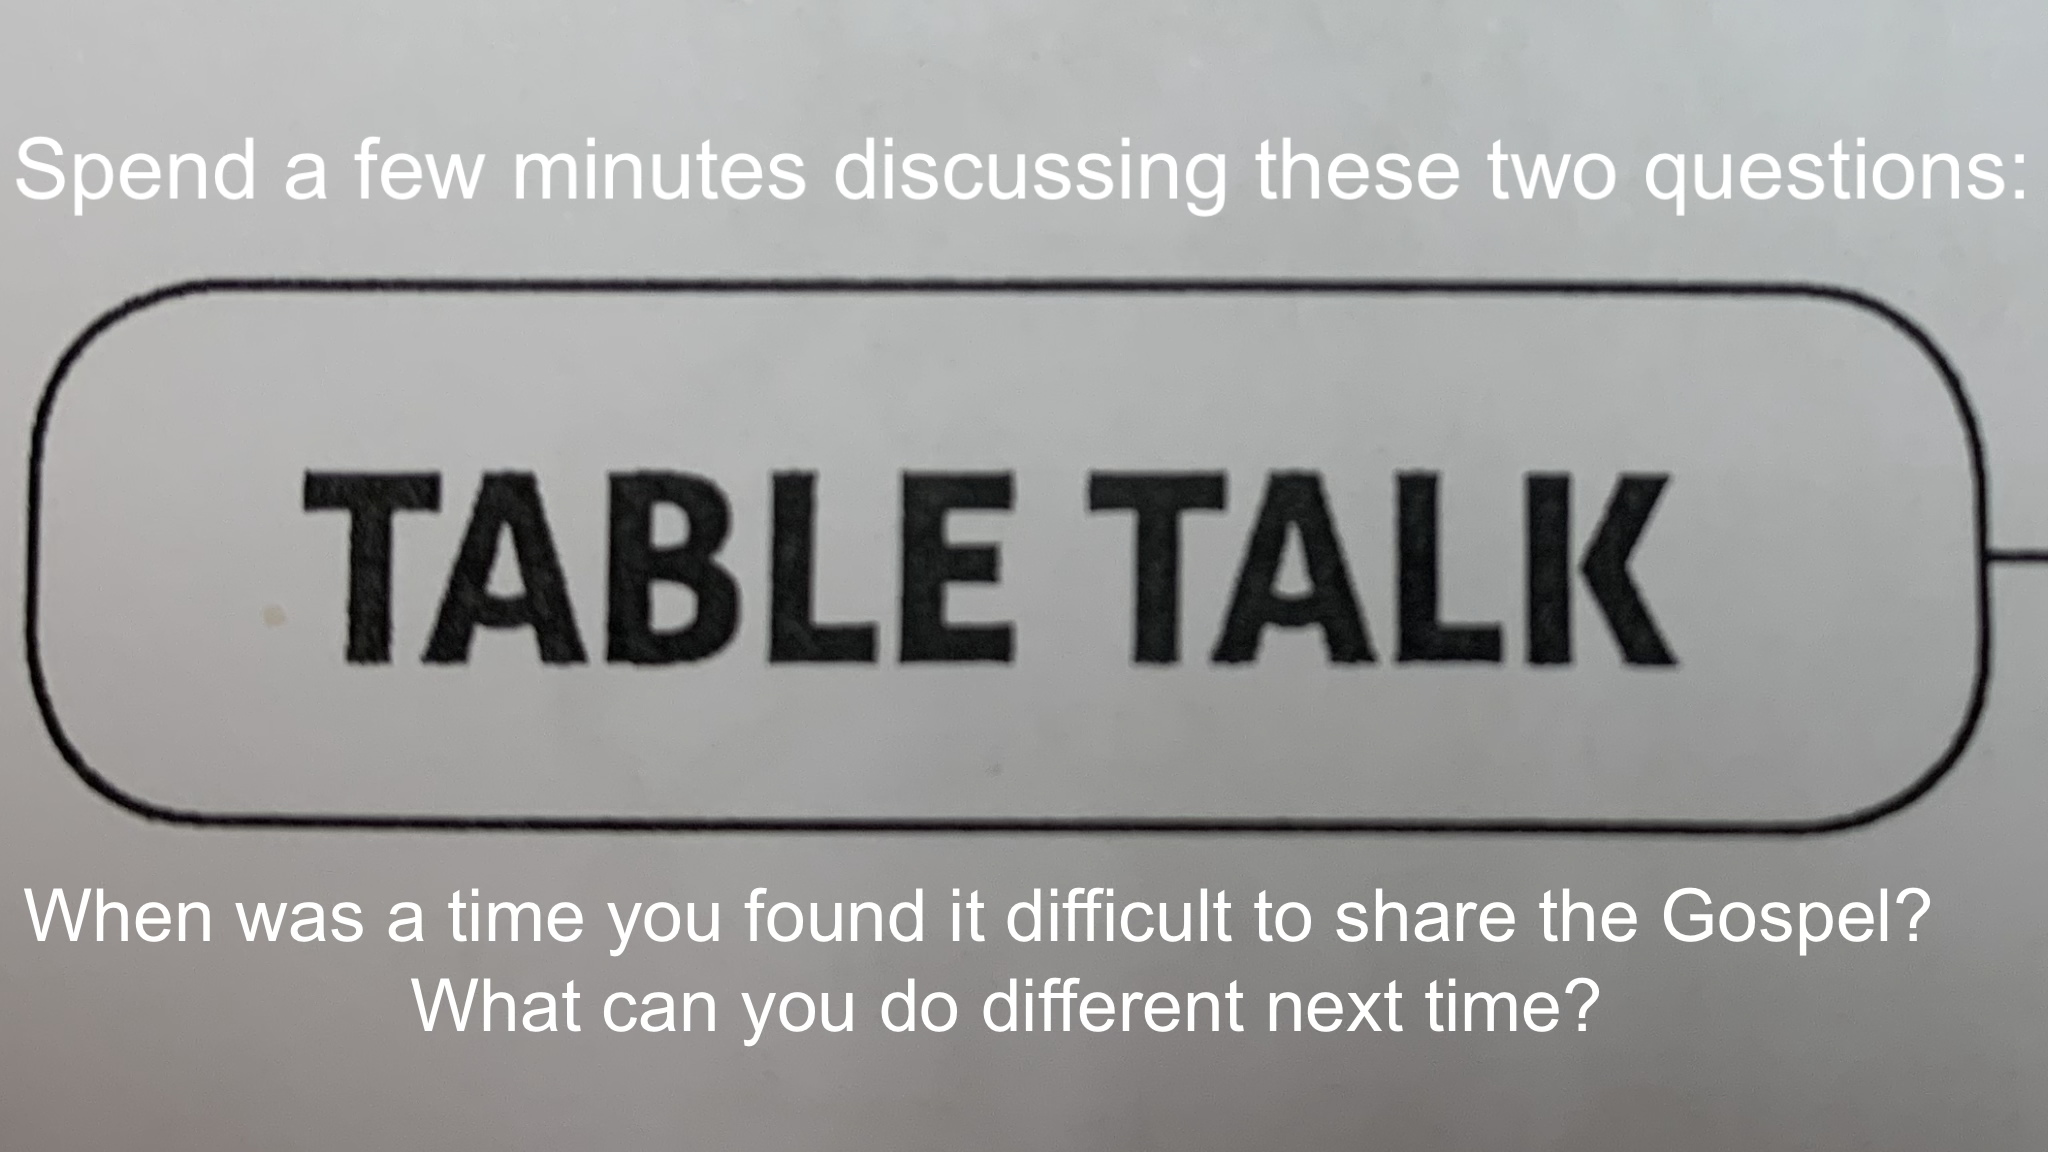 Spend a few minutes discussing these two questions:
TABLE TALK
When was a time you found it difficult to share the Gospel?
What can you do different next time?